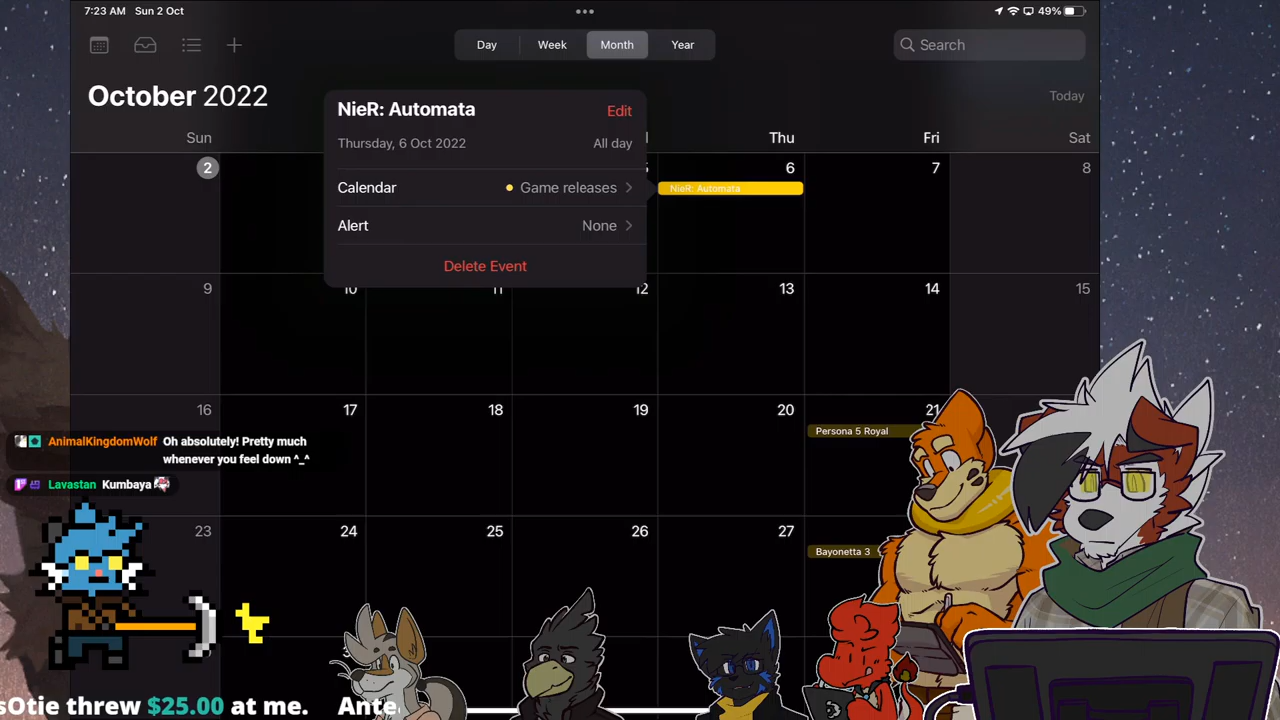 7:23 AM Sun 2 Oct
49%
Day Week Month Year
Search
October 2022
Today
NieR: Automata
Edit
Thursday, 6 Oct 2022
All day
Calendar
Game releases
Alert
None
Delete Event
Sun Thu Fri Sat
2 6 7 8
NieR: Automata
9 10 11 12 13 14 15
16 17 18 19 20 21
Persona 5 Royal
23 24 25 26 27
Bayonetta 3
AnimalKingdomWolf Oh absolutely! Pretty much
whenever you feel down ^_^
Lavastan Kumbaya
sOtie threw $25.00 at me. Ante